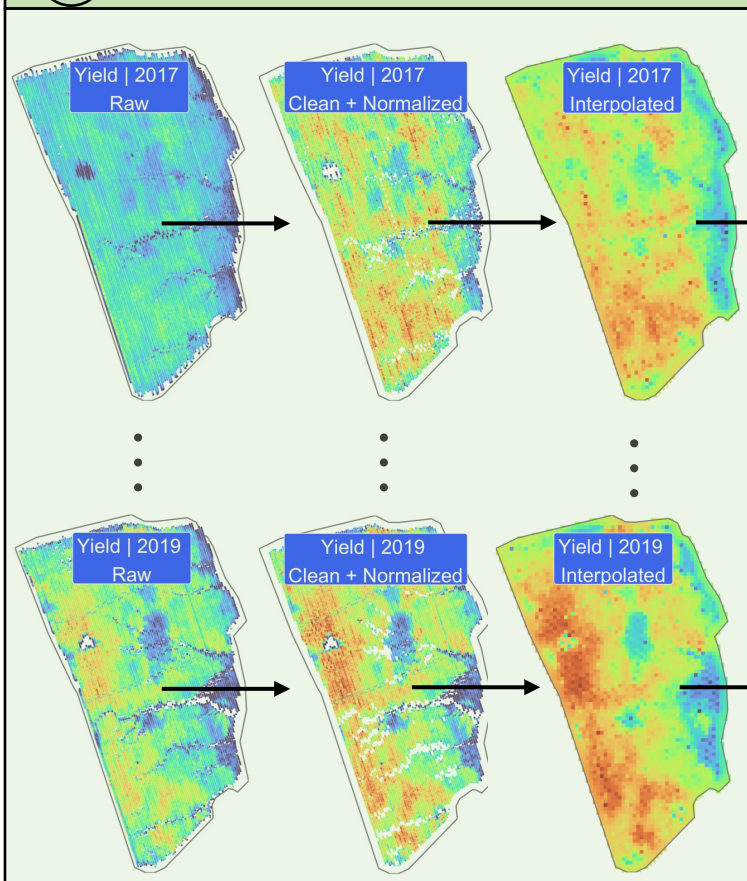 Yield | 2017
Raw
Yield | 2017
Clean + Normalized
Yield | 2017
Interpolated
Yield | 2019
Raw
Yield | 2019
Clean + Normalized
Yield | 2019
Interpolated